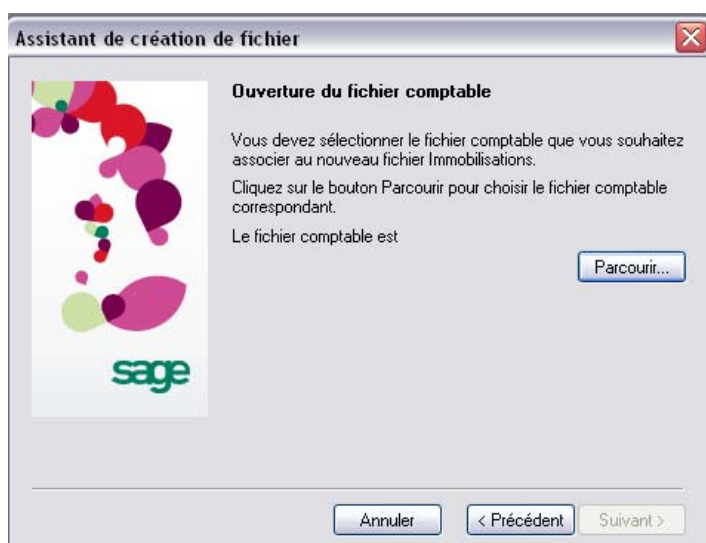 Assistant de création de fichier
Ouverture du fichier comptable
Vous devez sélectionner le fichier comptable que vous souhaitez
associer au nouveau fichier Immobilisations.
Cliquez sur le bouton Parcourir pour choisir le fichier comptable
correspondant.
Le fichier comptable est
Parcourir...
sage
Annuler
< Précédent
Suivant >